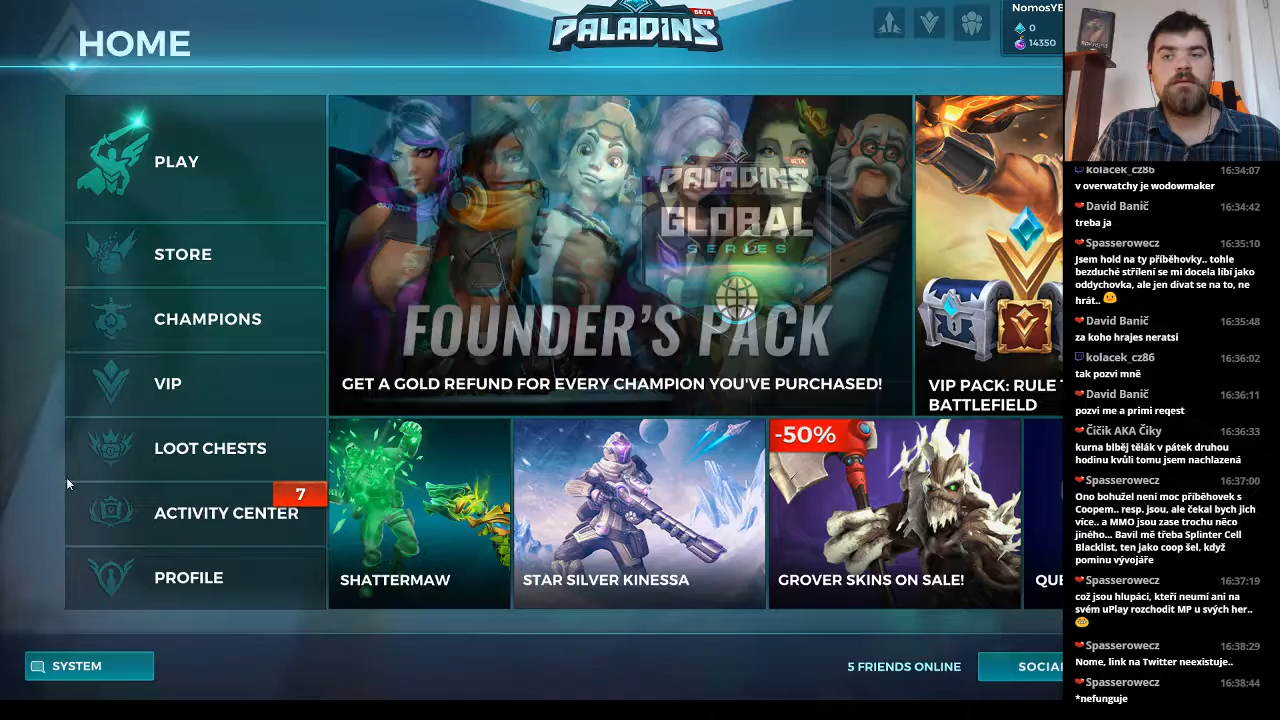 HOME
PALADINS
BETA
NomosYE
0
14350
PLAY
STORE
CHAMPIONS
VIP
LOOT CHESTS
7
ACTIVITY CENTER
PROFILE
PALADINS
BETA
GLOBAL
SERIES
FOUNDER'S PACK
GET A GOLD REFUND FOR EVERY CHAMPION YOU'VE PURCHASED!
VIP PACK: RULE
BATTLEFIELD
SHATTERMAW
STAR SILVER KINESSA
-50%
GROVER SKINS ON SALE!
QUE
SYSTEM
5 FRIENDS ONLINE
SOCIA
kolacek_cz86 16:34:07
v overwatchy je wodowmaker
David Banič 16:34:42
treba ja
Spasserowecz 16:35:10
Jsem hold na ty příběhovky.. tohle
bezduché střílení se mi docela líbí jako
oddychovka, ale jen dívat se na to, ne
hrát..
David Banič 16:35:48
za koho hrajes neratsi
kolacek_cz86 16:36:02
tak pozvi mně
David Banič 16:36:11
pozvi me a primi reqest
Čičik AKA Čiky 16:36:33
kurna blběj tělák v pátek druhou
hodinu kvůli tomu jsem nachlazená
Spasserowecz 16:37:00
Ono bohužel není moc příběhovek s
Coopem.. resp. jsou, ale čekal bych jich
více.. a MMO jsou zase trochu něco
jiného... Bavil mě třeba Splinter Cell
Blacklist, ten jako coop šel, když
pominu vývojáře
Spasserowecz 16:37:19
což jsou hlupáci, kteří neumí ani na
svém uPlay rozchodit MP u svých her..
Spasserowecz 16:38:29
Nome, link na Twitter neexistuje..
Spasserowecz 16:38:44
*nefunguje